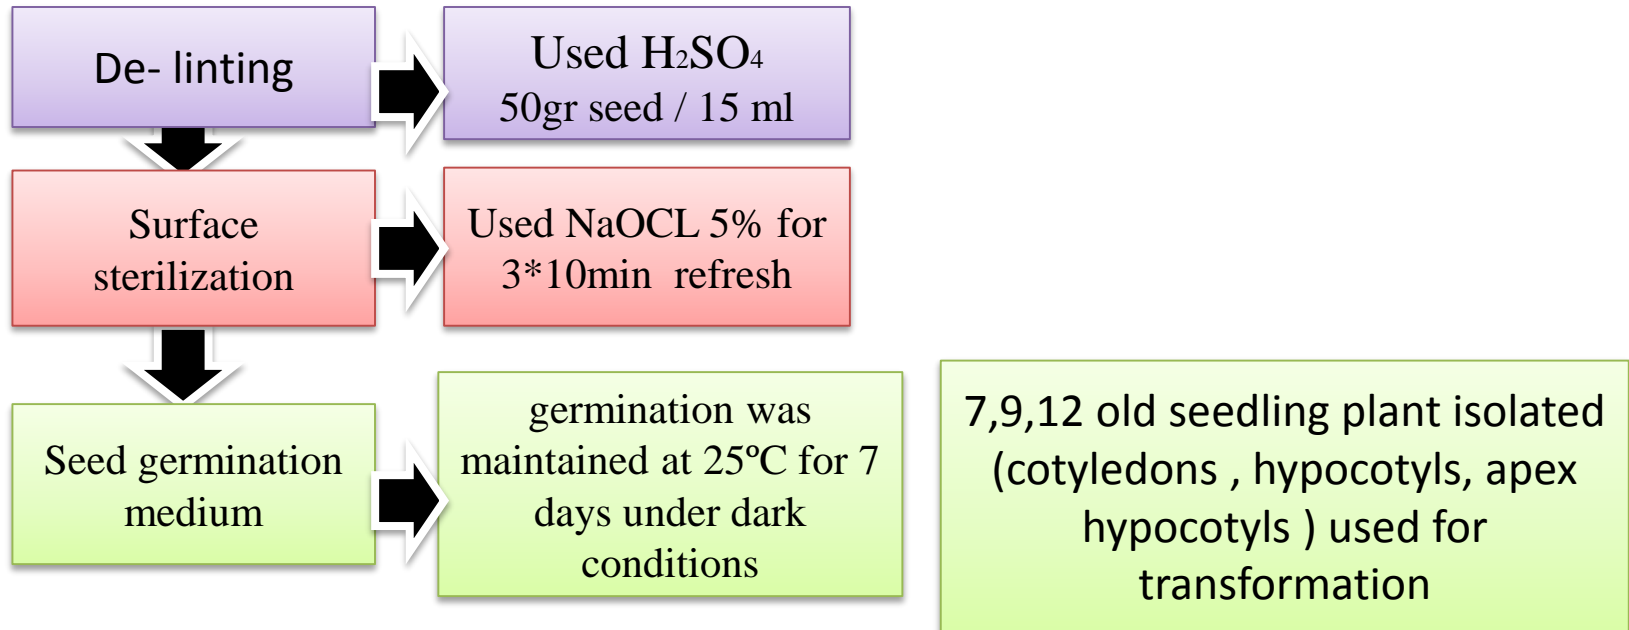 De- linting
Used H₂SO₄
50gr seed / 15 ml
Surface
sterilization
Used NaOCL 5% for
3*10min refresh
Seed germination
medium
germination was
maintained at 25ºC for 7
days under dark
conditions
7,9,12 old seedling plant isolated
(cotyledons , hypocotyls, apex
hypocotyls ) used for
transformation